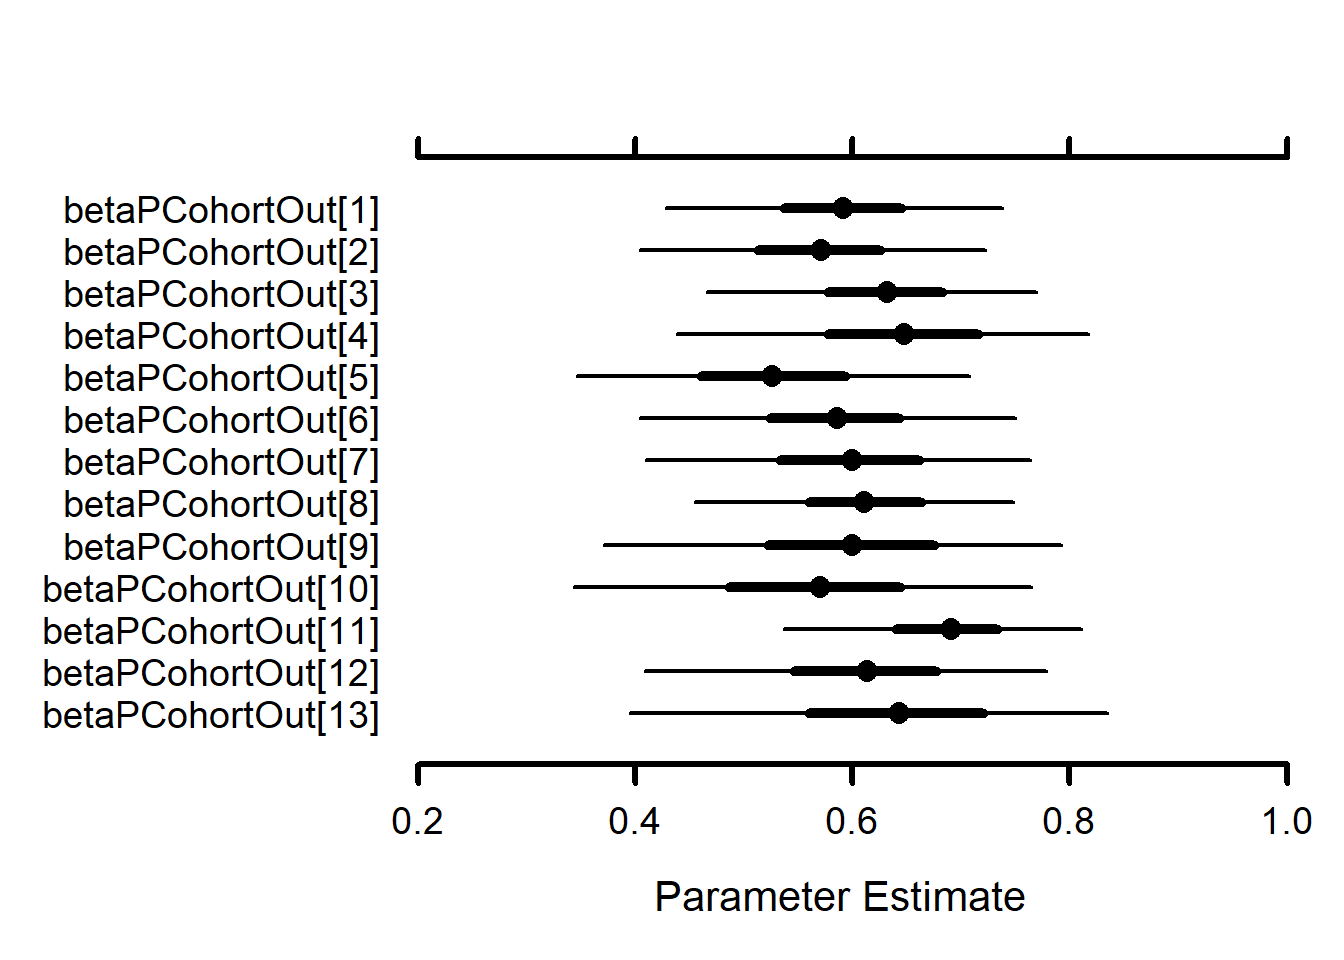 betaPCohortOut[1]
betaPCohortOut[2]
betaPCohortOut[3]
betaPCohortOut[4]
betaPCohortOut[5]
betaPCohortOut[6]
betaPCohortOut[7]
betaPCohortOut[8]
betaPCohortOut[9]
betaPCohortOut[10]
betaPCohortOut[11]
betaPCohortOut[12]
betaPCohortOut[13]
0.2 0.4 0.6 0.8 1.0
Parameter Estimate